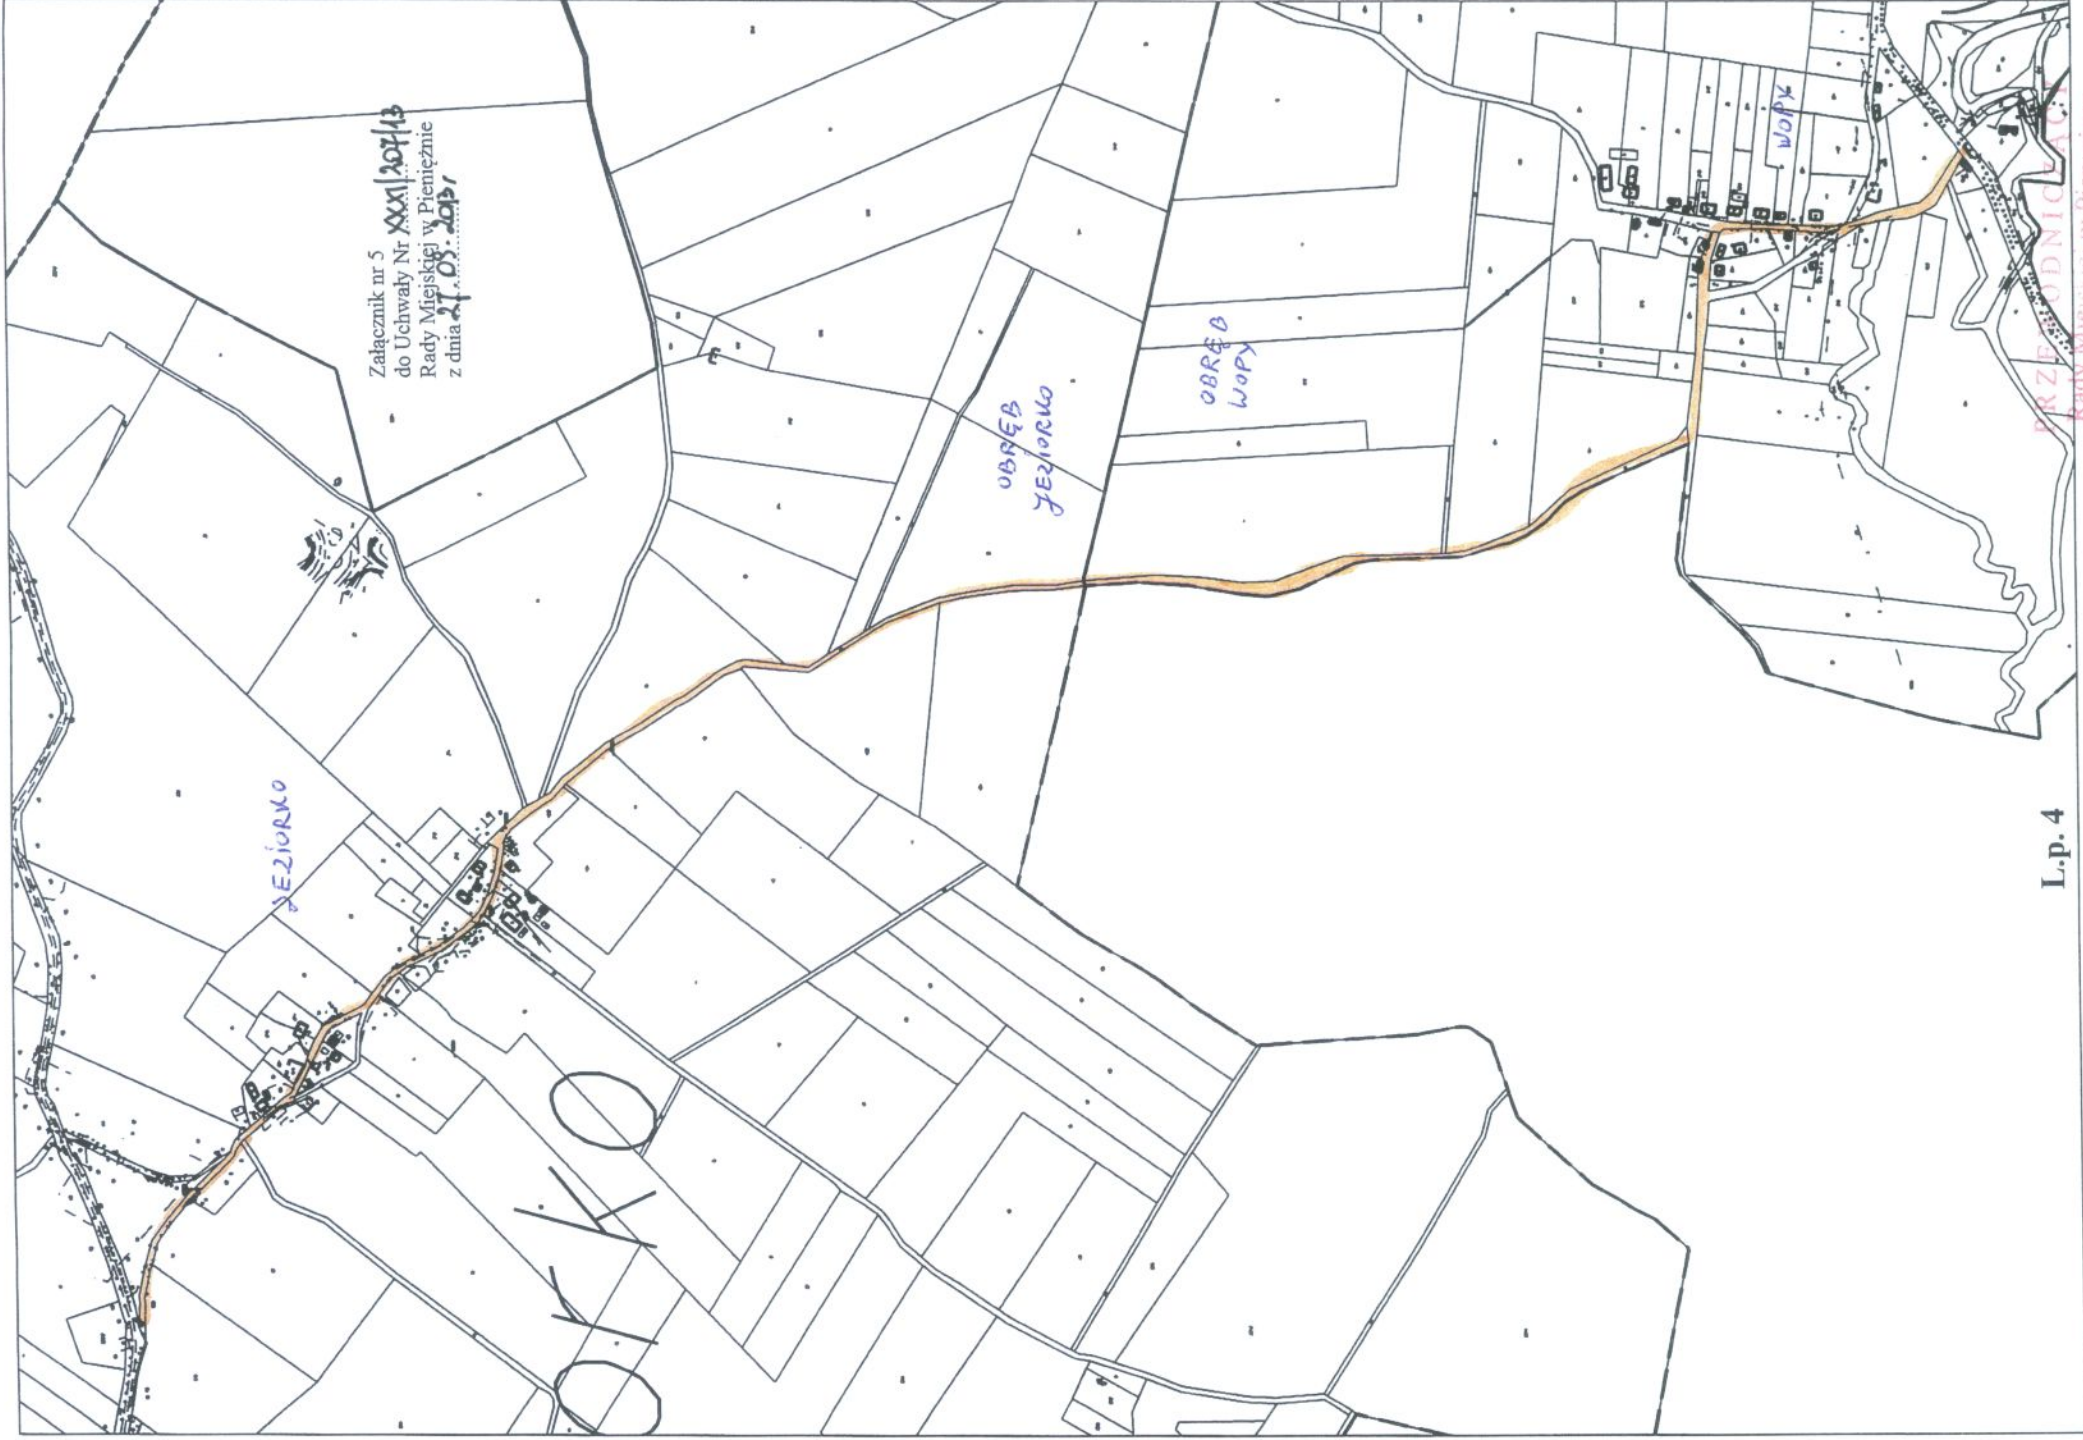 Załącznik nr 5
do Uchwały Nr XXXI/207/13
Rady Miejskiej w Pieniężnie
z dnia 27.03.2013r
JEZIORKO
OBRĘB
JEZIORKO
OBRĘB
WOPY
WOPY
L.p. 4